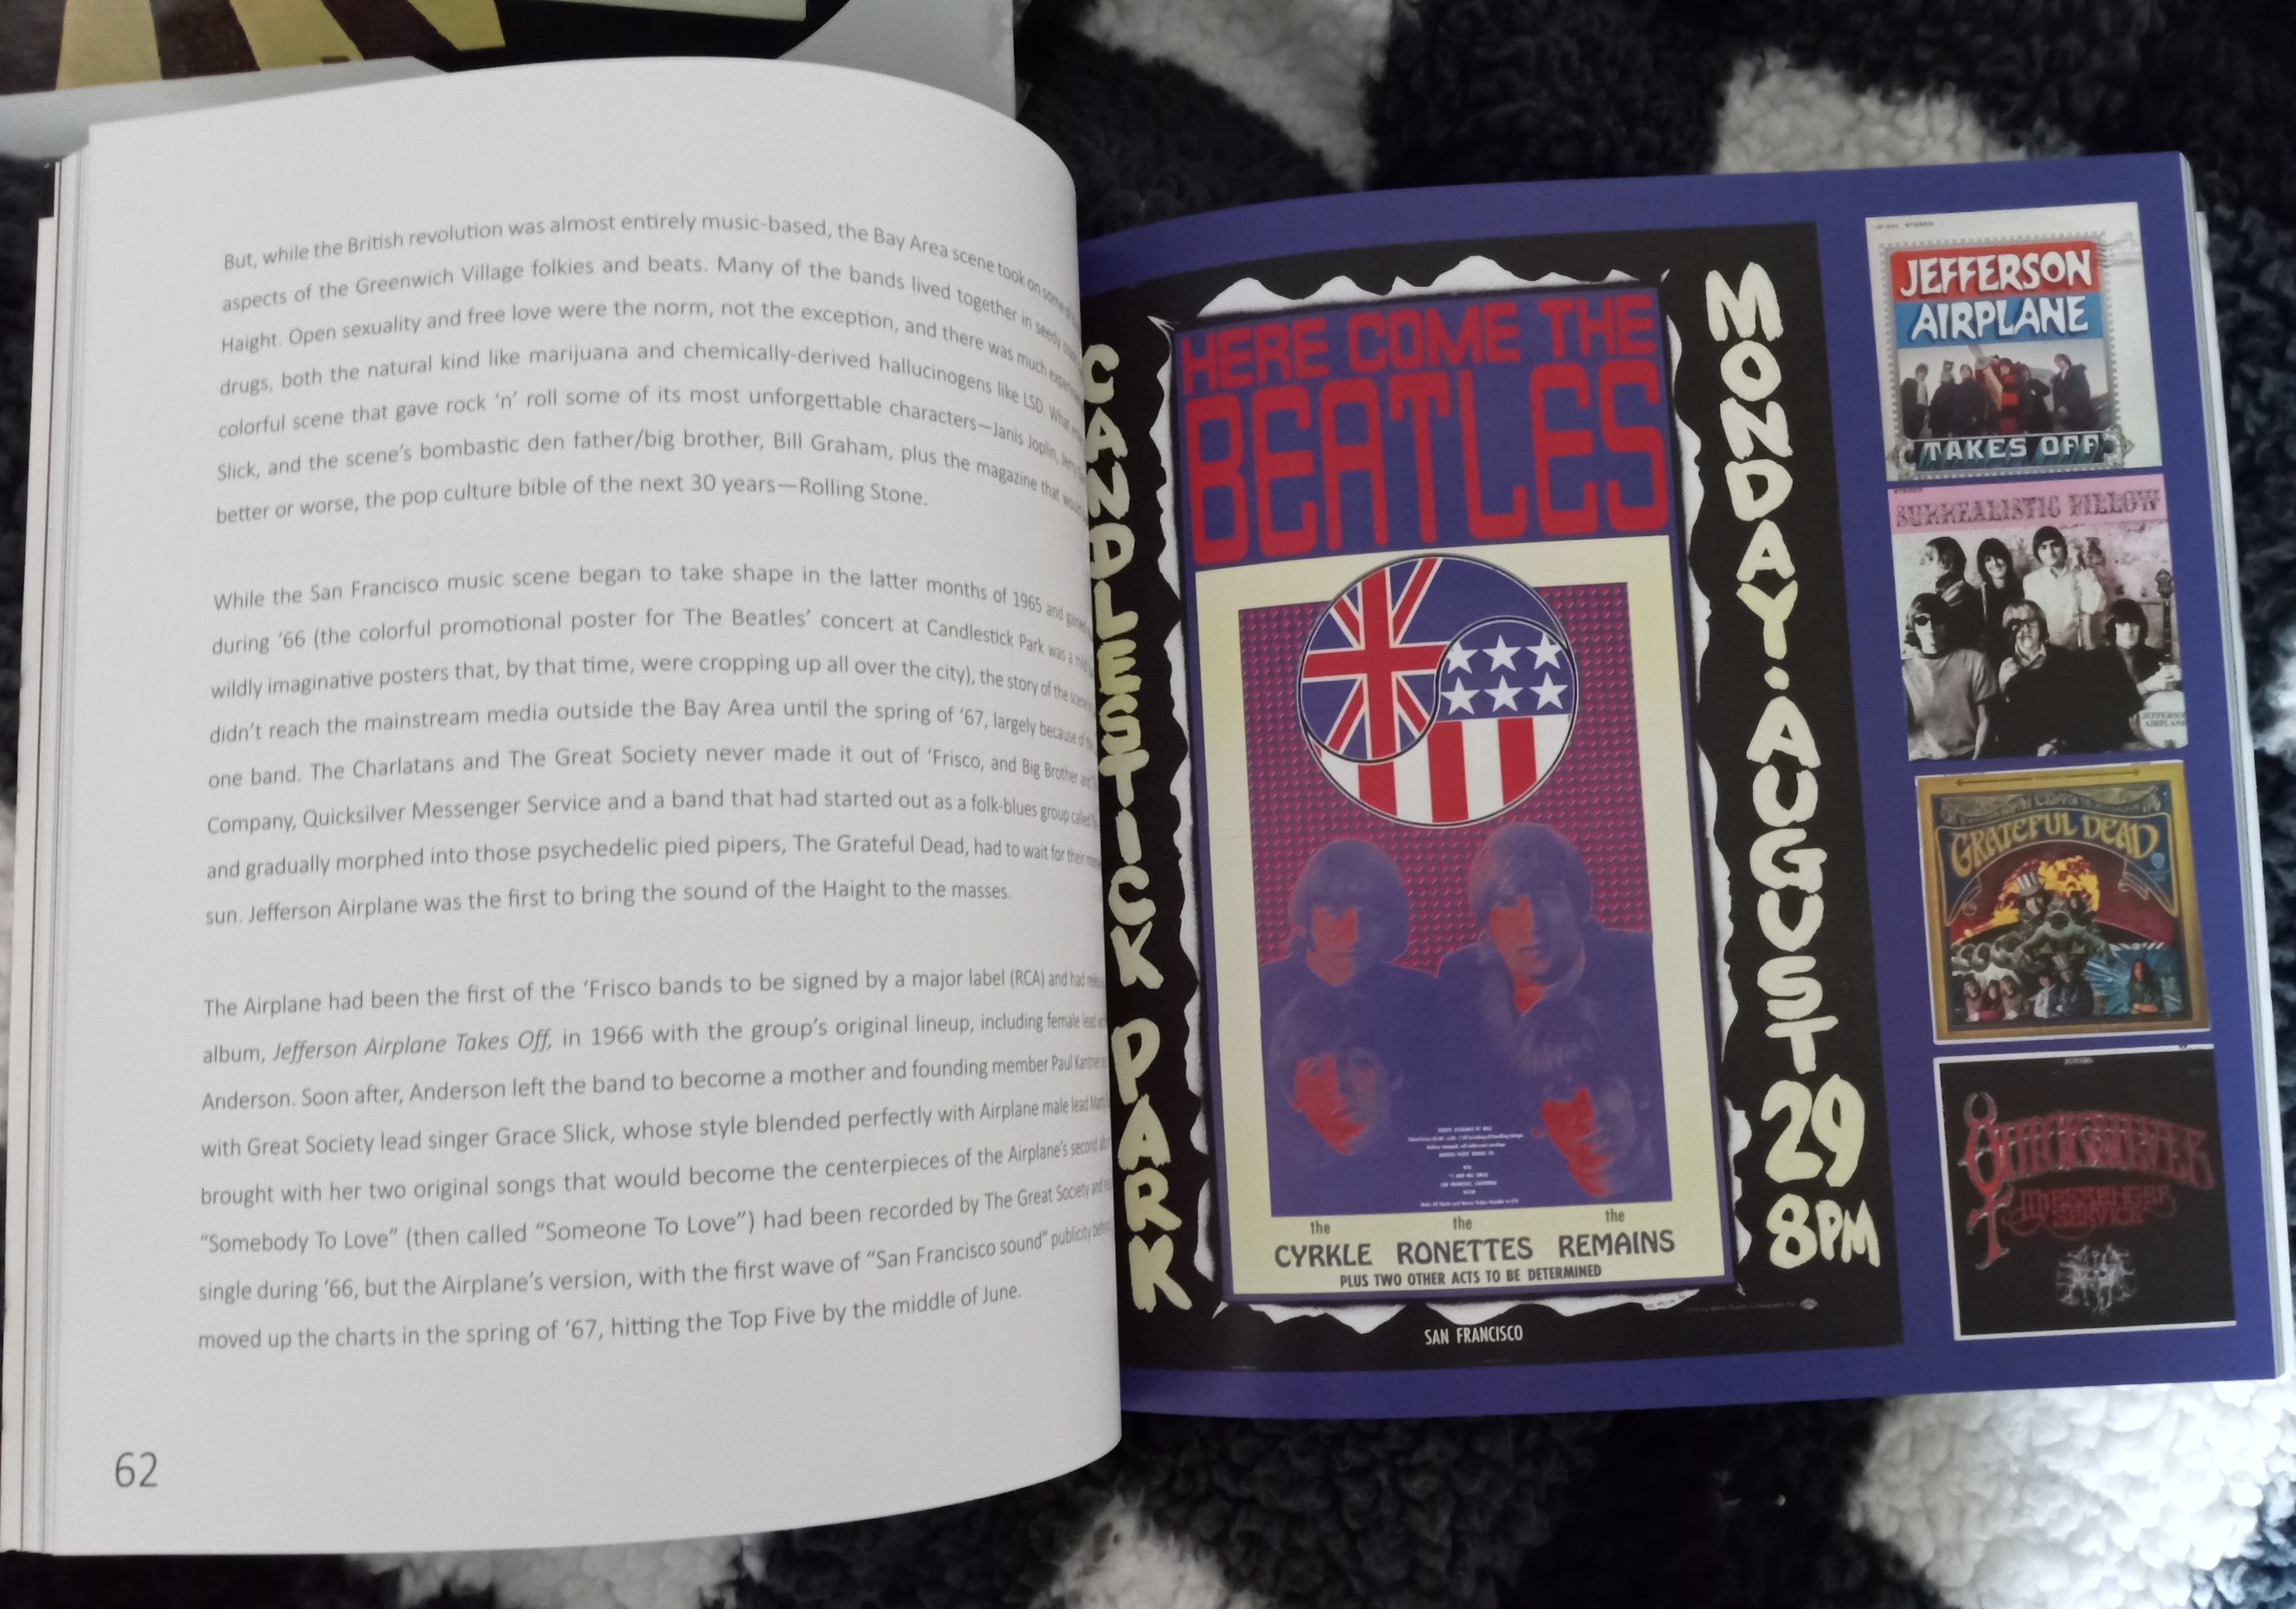 But, while the British revolution was almost entirely music-based, the Bay Area scene took on some of
aspects of the Greenwich Village folkies and beats. Many of the bands lived together in seedy
Haight. Open sexuality and free love were the norm, not the exception, and there was much
drugs, both the natural kind like marijuana and chemically-derived hallucinogens like LSD. What
colorful scene that gave rock ‘n’ roll some of its most unforgettable characters—Janis Joplin, Jerry
Slick, and the scene’s bombastic den father/big brother, Bill Graham, plus the magazine that would
better or worse, the pop culture bible of the next 30 years—Rolling Stone.
While the San Francisco music scene began to take shape in the latter months of 1965 and gained
during ‘66 (the colorful promotional poster for The Beatles’ concert at Candlestick Park was a
wildly imaginative posters that, by that time, were cropping up all over the city), the story of the scene
didn’t reach the mainstream media outside the Bay Area until the spring of ‘67, largely because of
one band. The Charlatans and The Great Society never made it out of ‘Frisco, and Big Brother and
Company, Quicksilver Messenger Service and a band that had started out as a folk-blues group called
and gradually morphed into those psychedelic pied pipers, The Grateful Dead, had to wait for their
sun. Jefferson Airplane was the first to bring the sound of the Haight to the masses.
The Airplane had been the first of the ‘Frisco bands to be signed by a major label (RCA) and had
album, Jefferson Airplane Takes Off, in 1966 with the group’s original lineup, including female lead
Anderson. Soon after, Anderson left the band to become a mother and founding member Paul Kantner
with Great Society lead singer Grace Slick, whose style blended perfectly with Airplane male lead
brought with her two original songs that would become the centerpieces of the Airplane’s second
“Somebody To Love” (then called “Someone To Love”) had been recorded by The Great Society and
single during ‘66, but the Airplane’s version, with the first wave of “San Francisco sound” publicity
moved up the charts in the spring of ‘67, hitting the Top Five by the middle of June.
62
CANDLESTICK PARK
HERE COME THE
BEATLES
the the the
CYRKLE RONETTES REMAINS
PLUS TWO OTHER ACTS TO BE DETERMINED
SAN FRANCISCO
MONDAY·AUGUST 29
8PM
JEFFERSON
AIRPLANE
TAKES OFF
SURREALISTIC PILLOW
JEFFERSON
AIRPLANE
GRATEFUL DEAD
QUICKSILVER
MESSENGER
SERVICE